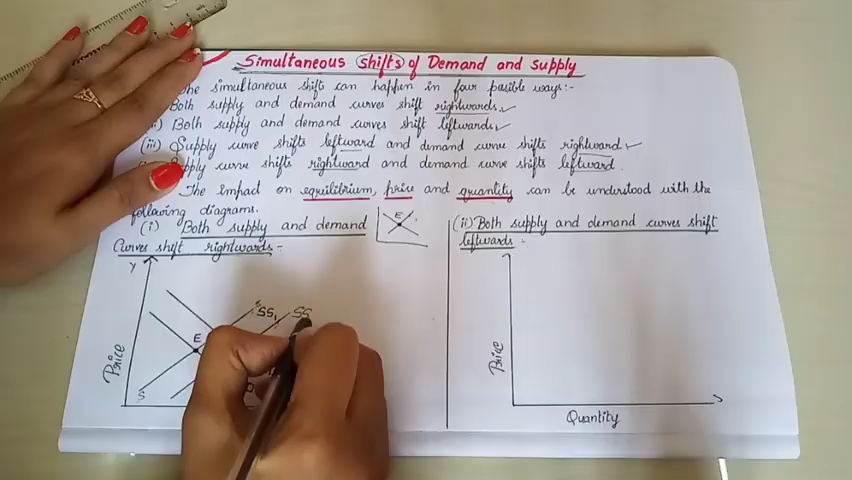 Simultaneous shifts of Demand and supply
The simultaneous shift can happen in four posible ways:-
Both supply and demand curves shift rightwards.
ii) Both supply and demand curves shift leftwards.
(iii) Supply curve shifts leftward and demand curve shifts rightward
Supply curve shifts rightward and demand curve shifts leftward.
The impact on equilibrium, price and quantity can be understood with the
following diagrams.
(i) Both supply and demand
Curves shift rightwards:-
E
(ii) Both supply and demand curves shift
leftwards:-
Y
Price
E
S
SS1
SS
Price
Quantity